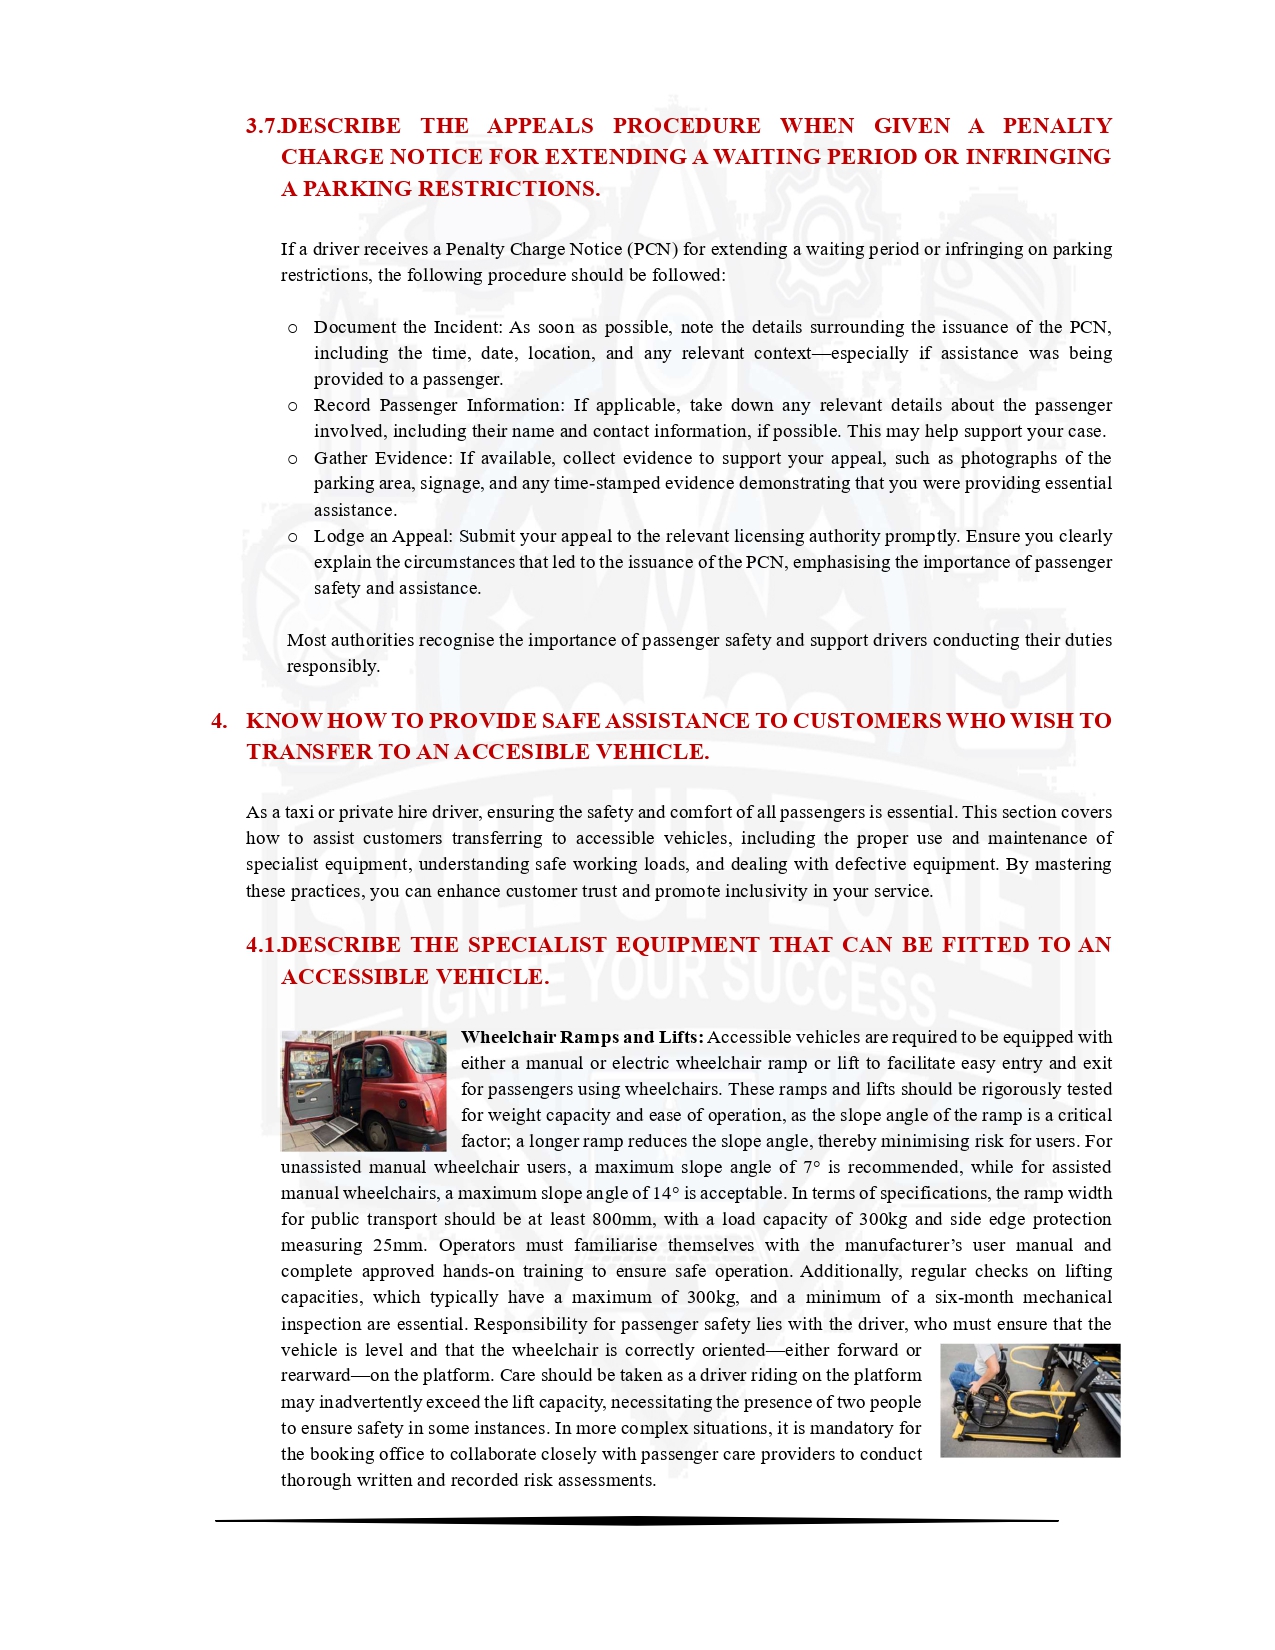 3.7.DESCRIBE THE APPEALS PROCEDURE WHEN GIVEN A PENALTY
CHARGE NOTICE FOR EXTENDING A WAITING PERIOD OR INFRINGING
A PARKING RESTRICTIONS.
If a driver receives a Penalty Charge Notice (PCN) for extending a waiting period or infringing on parking
restrictions, the following procedure should be followed:
o Document the Incident: As soon as possible, note the details surrounding the issuance of the PCN,
including the time, date, location, and any relevant context—especially if assistance was being
provided to a passenger.
o Record Passenger Information: If applicable, take down any relevant details about the passenger
involved, including their name and contact information, if possible. This may help support your case.
o Gather Evidence: If available, collect evidence to support your appeal, such as photographs of the
parking area, signage, and any time-stamped evidence demonstrating that you were providing essential
assistance.
o Lodge an Appeal: Submit your appeal to the relevant licensing authority promptly. Ensure you clearly
explain the circumstances that led to the issuance of the PCN, emphasising the importance of passenger
safety and assistance.
Most authorities recognise the importance of passenger safety and support drivers conducting their duties
responsibly.
4. KNOW HOW TO PROVIDE SAFE ASSISTANCE TO CUSTOMERS WHO WISH TO
TRANSFER TO AN ACCESIBLE VEHICLE.
As a taxi or private hire driver, ensuring the safety and comfort of all passengers is essential. This section covers
how to assist customers transferring to accessible vehicles, including the proper use and maintenance of
specialist equipment, understanding safe working loads, and dealing with defective equipment. By mastering
these practices, you can enhance customer trust and promote inclusivity in your service.
SKILL UP ZONE
4.1.DESCRIBE THE SPECIALIST EQUIPMENT THAT CAN BE FITTED TO AN
ACCESSIBLE VEHICLE.
IGNITE YOUR SUCCESS
Wheelchair Ramps and Lifts: Accessible vehicles are required to be equipped with
either a manual or electric wheelchair ramp or lift to facilitate easy entry and exit
for passengers using wheelchairs. These ramps and lifts should be rigorously tested
for weight capacity and ease of operation, as the slope angle of the ramp is a critical
factor; a longer ramp reduces the slope angle, thereby minimising risk for users. For
unassisted manual wheelchair users, a maximum slope angle of 7° is recommended, while for assisted
manual wheelchairs, a maximum slope angle of 14° is acceptable. In terms of specifications, the ramp width
for public transport should be at least 800mm, with a load capacity of 300kg and side edge protection
measuring 25mm. Operators must familiarise themselves with the manufacturer’s user manual and
complete approved hands-on training to ensure safe operation. Additionally, regular checks on lifting
capacities, which typically have a maximum of 300kg, and a minimum of a six-month mechanical
inspection are essential. Responsibility for passenger safety lies with the driver, who must ensure that the
vehicle is level and that the wheelchair is correctly oriented—either forward or
rearward—on the platform. Care should be taken as a driver riding on the platform
may inadvertently exceed the lift capacity, necessitating the presence of two people
to ensure safety in some instances. In more complex situations, it is mandatory for
the booking office to collaborate closely with passenger care providers to conduct
thorough written and recorded risk assessments.